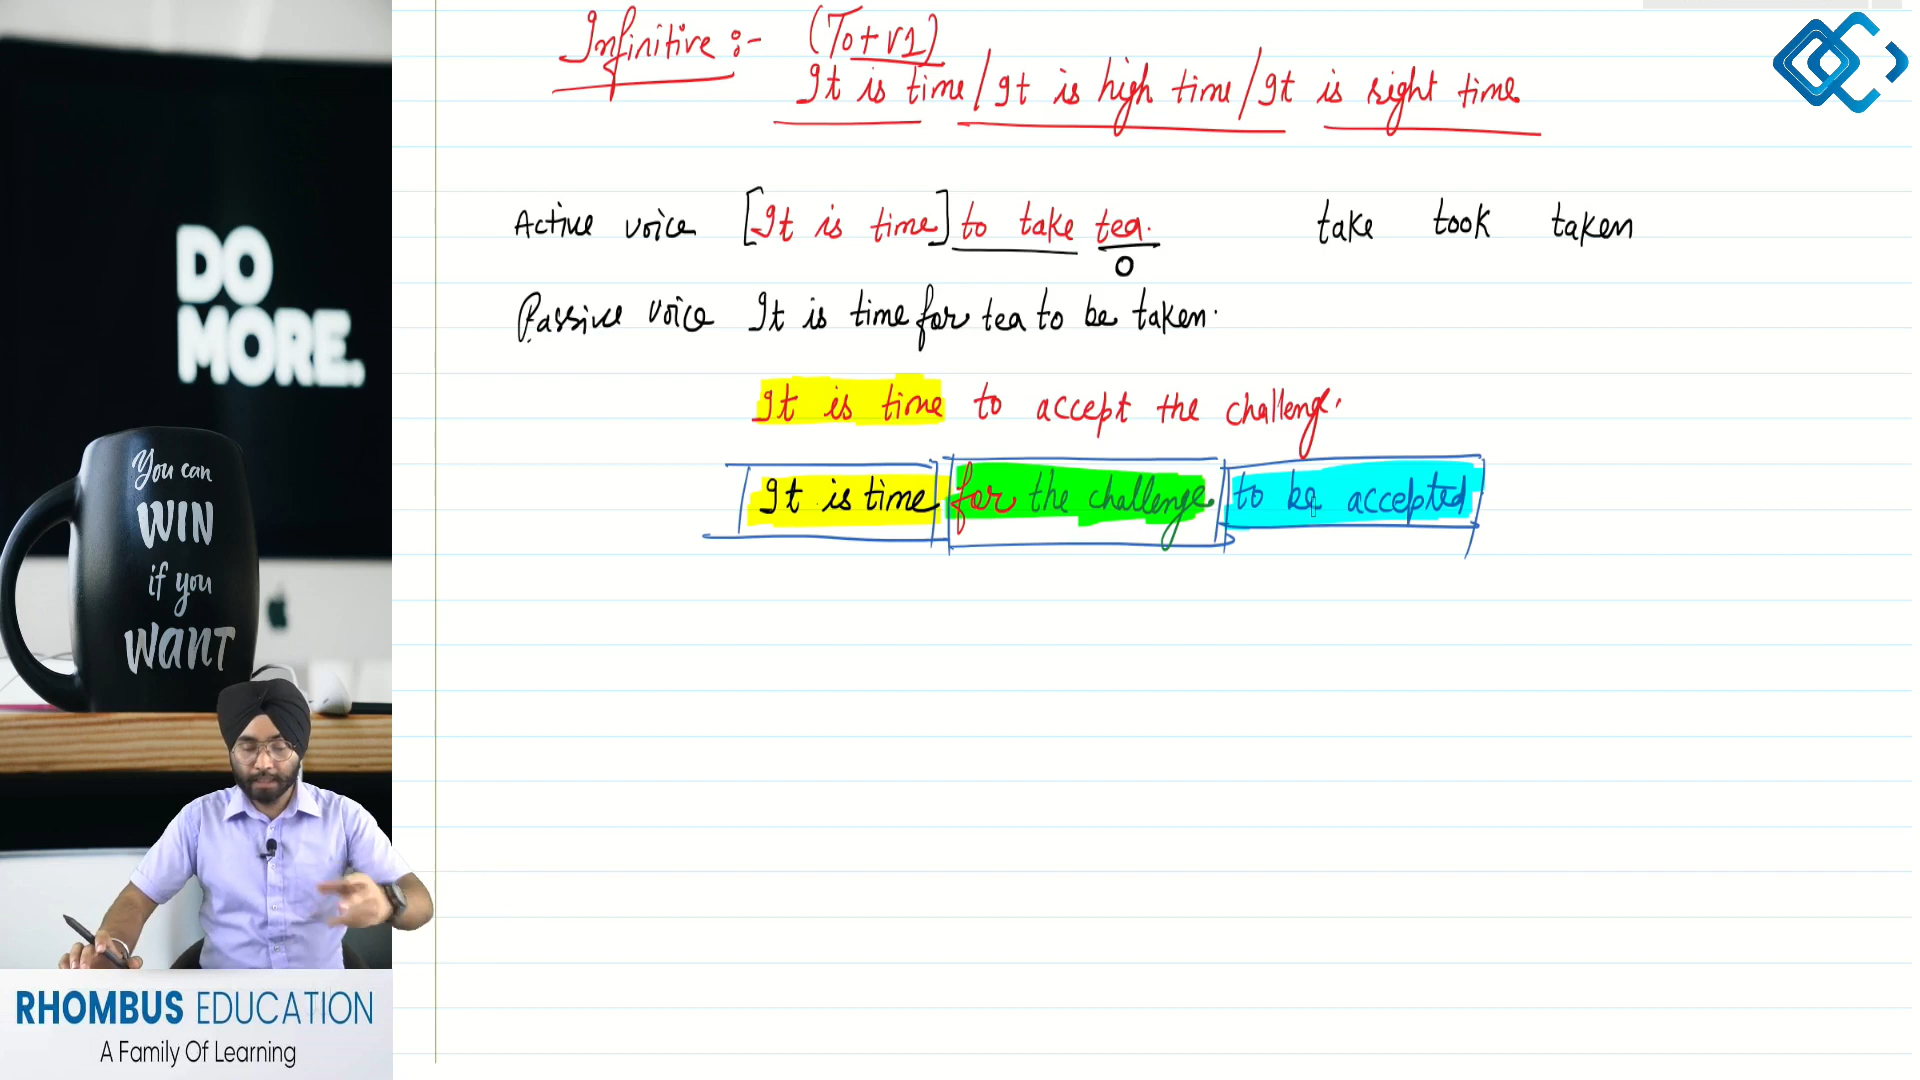 Infinitive :- (To+v1)
It is time / It is high time / It is right time
Active voice [It is time] to take tea. take took taken
O
Passive voice It is time for tea to be taken.
It is time to accept the challenge.
It is time for the challenge to be accepted
DO
MORE.
You can
WIN
if you
WANT
RHOMBUS EDUCATION
A Family Of Learning